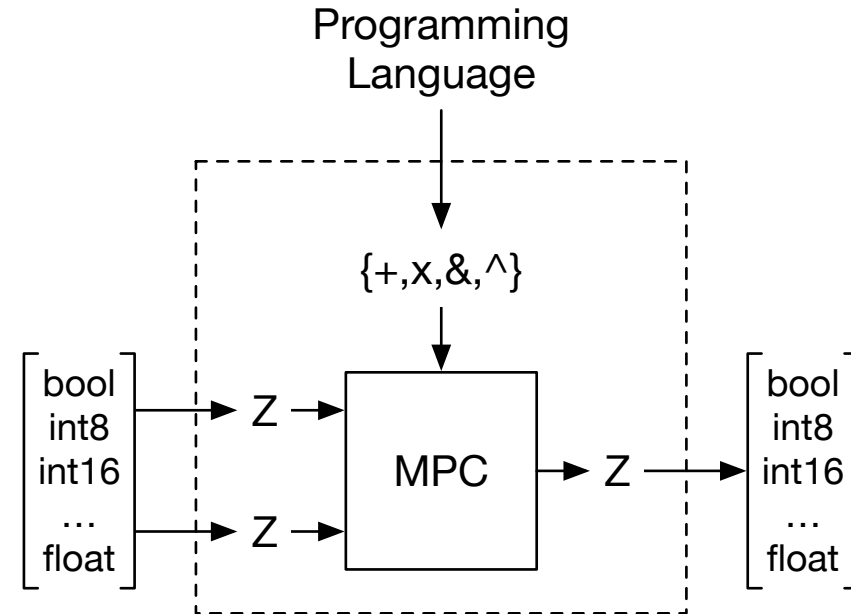 Programming
Language
{+,x,&,^}
bool
int8
int16
...
float
Z
Z
MPC
Z
bool
int8
int16
...
float